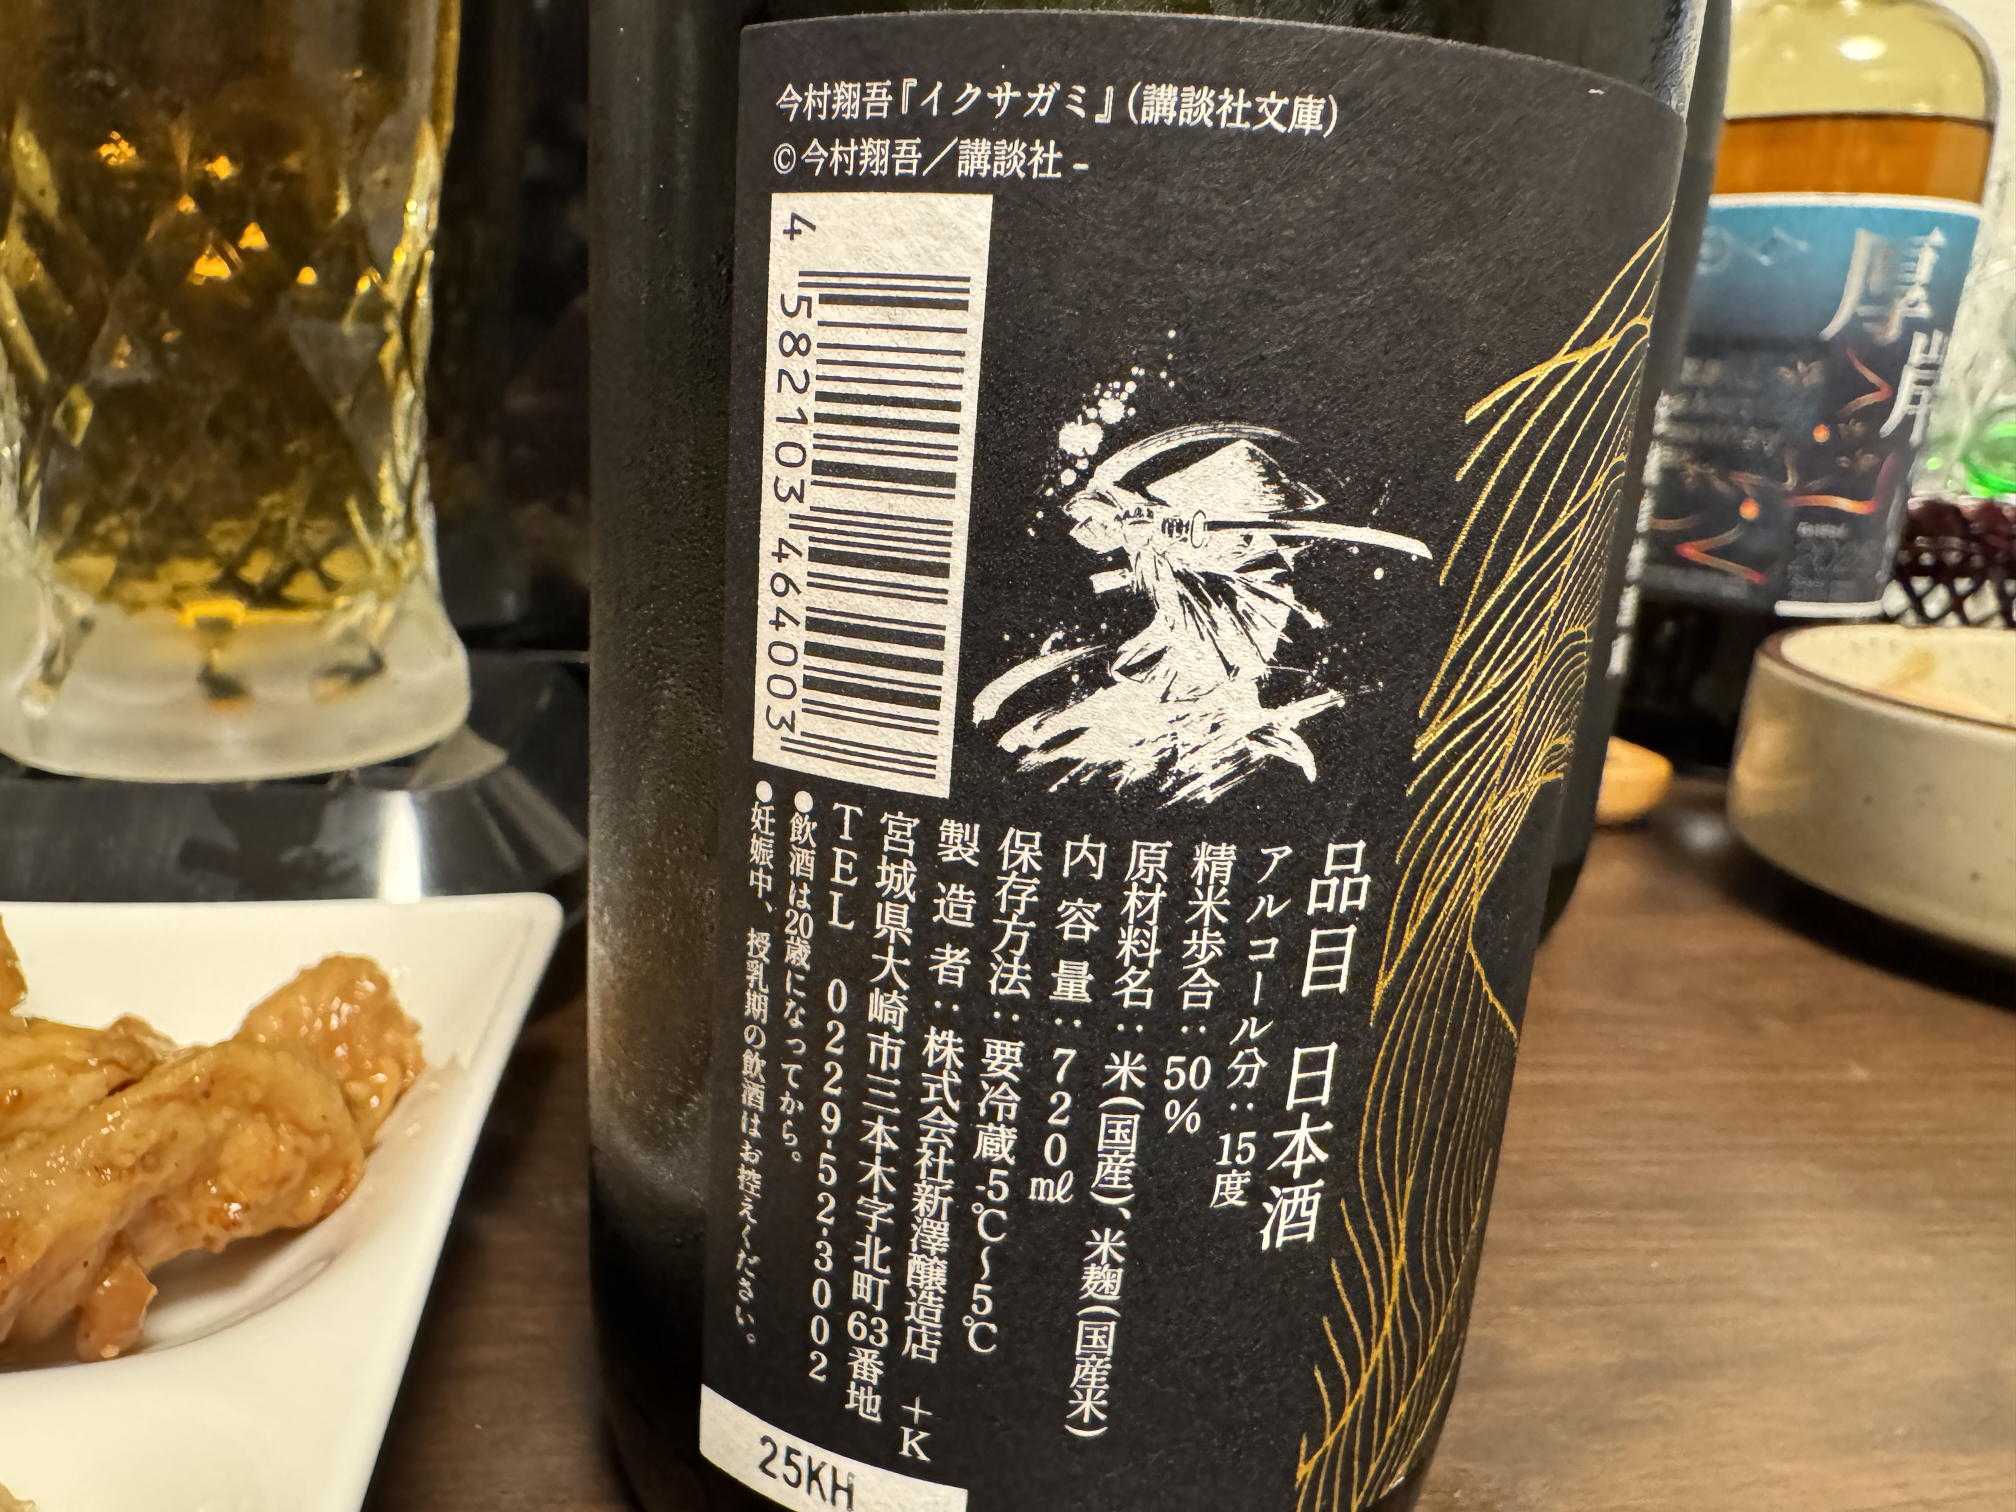 今村翔吾『イクサガミ』(講談社文庫)
©今村翔吾／講談社 -
4 582103 464003
品目 日本酒
アルコール分：15度
精米歩合：50%
原材料名：米(国産)、米麹(国産米)
内容量：720㎖
保存方法：要冷蔵-5℃～5℃
製造者：株式会社新澤醸造店 +K
宮城県大崎市三本木字北町63番地
TEL 0229-52-3002
●飲酒は20歳になってから。
●妊娠中、授乳期の飲酒はお控えください。
25KH
厚岸